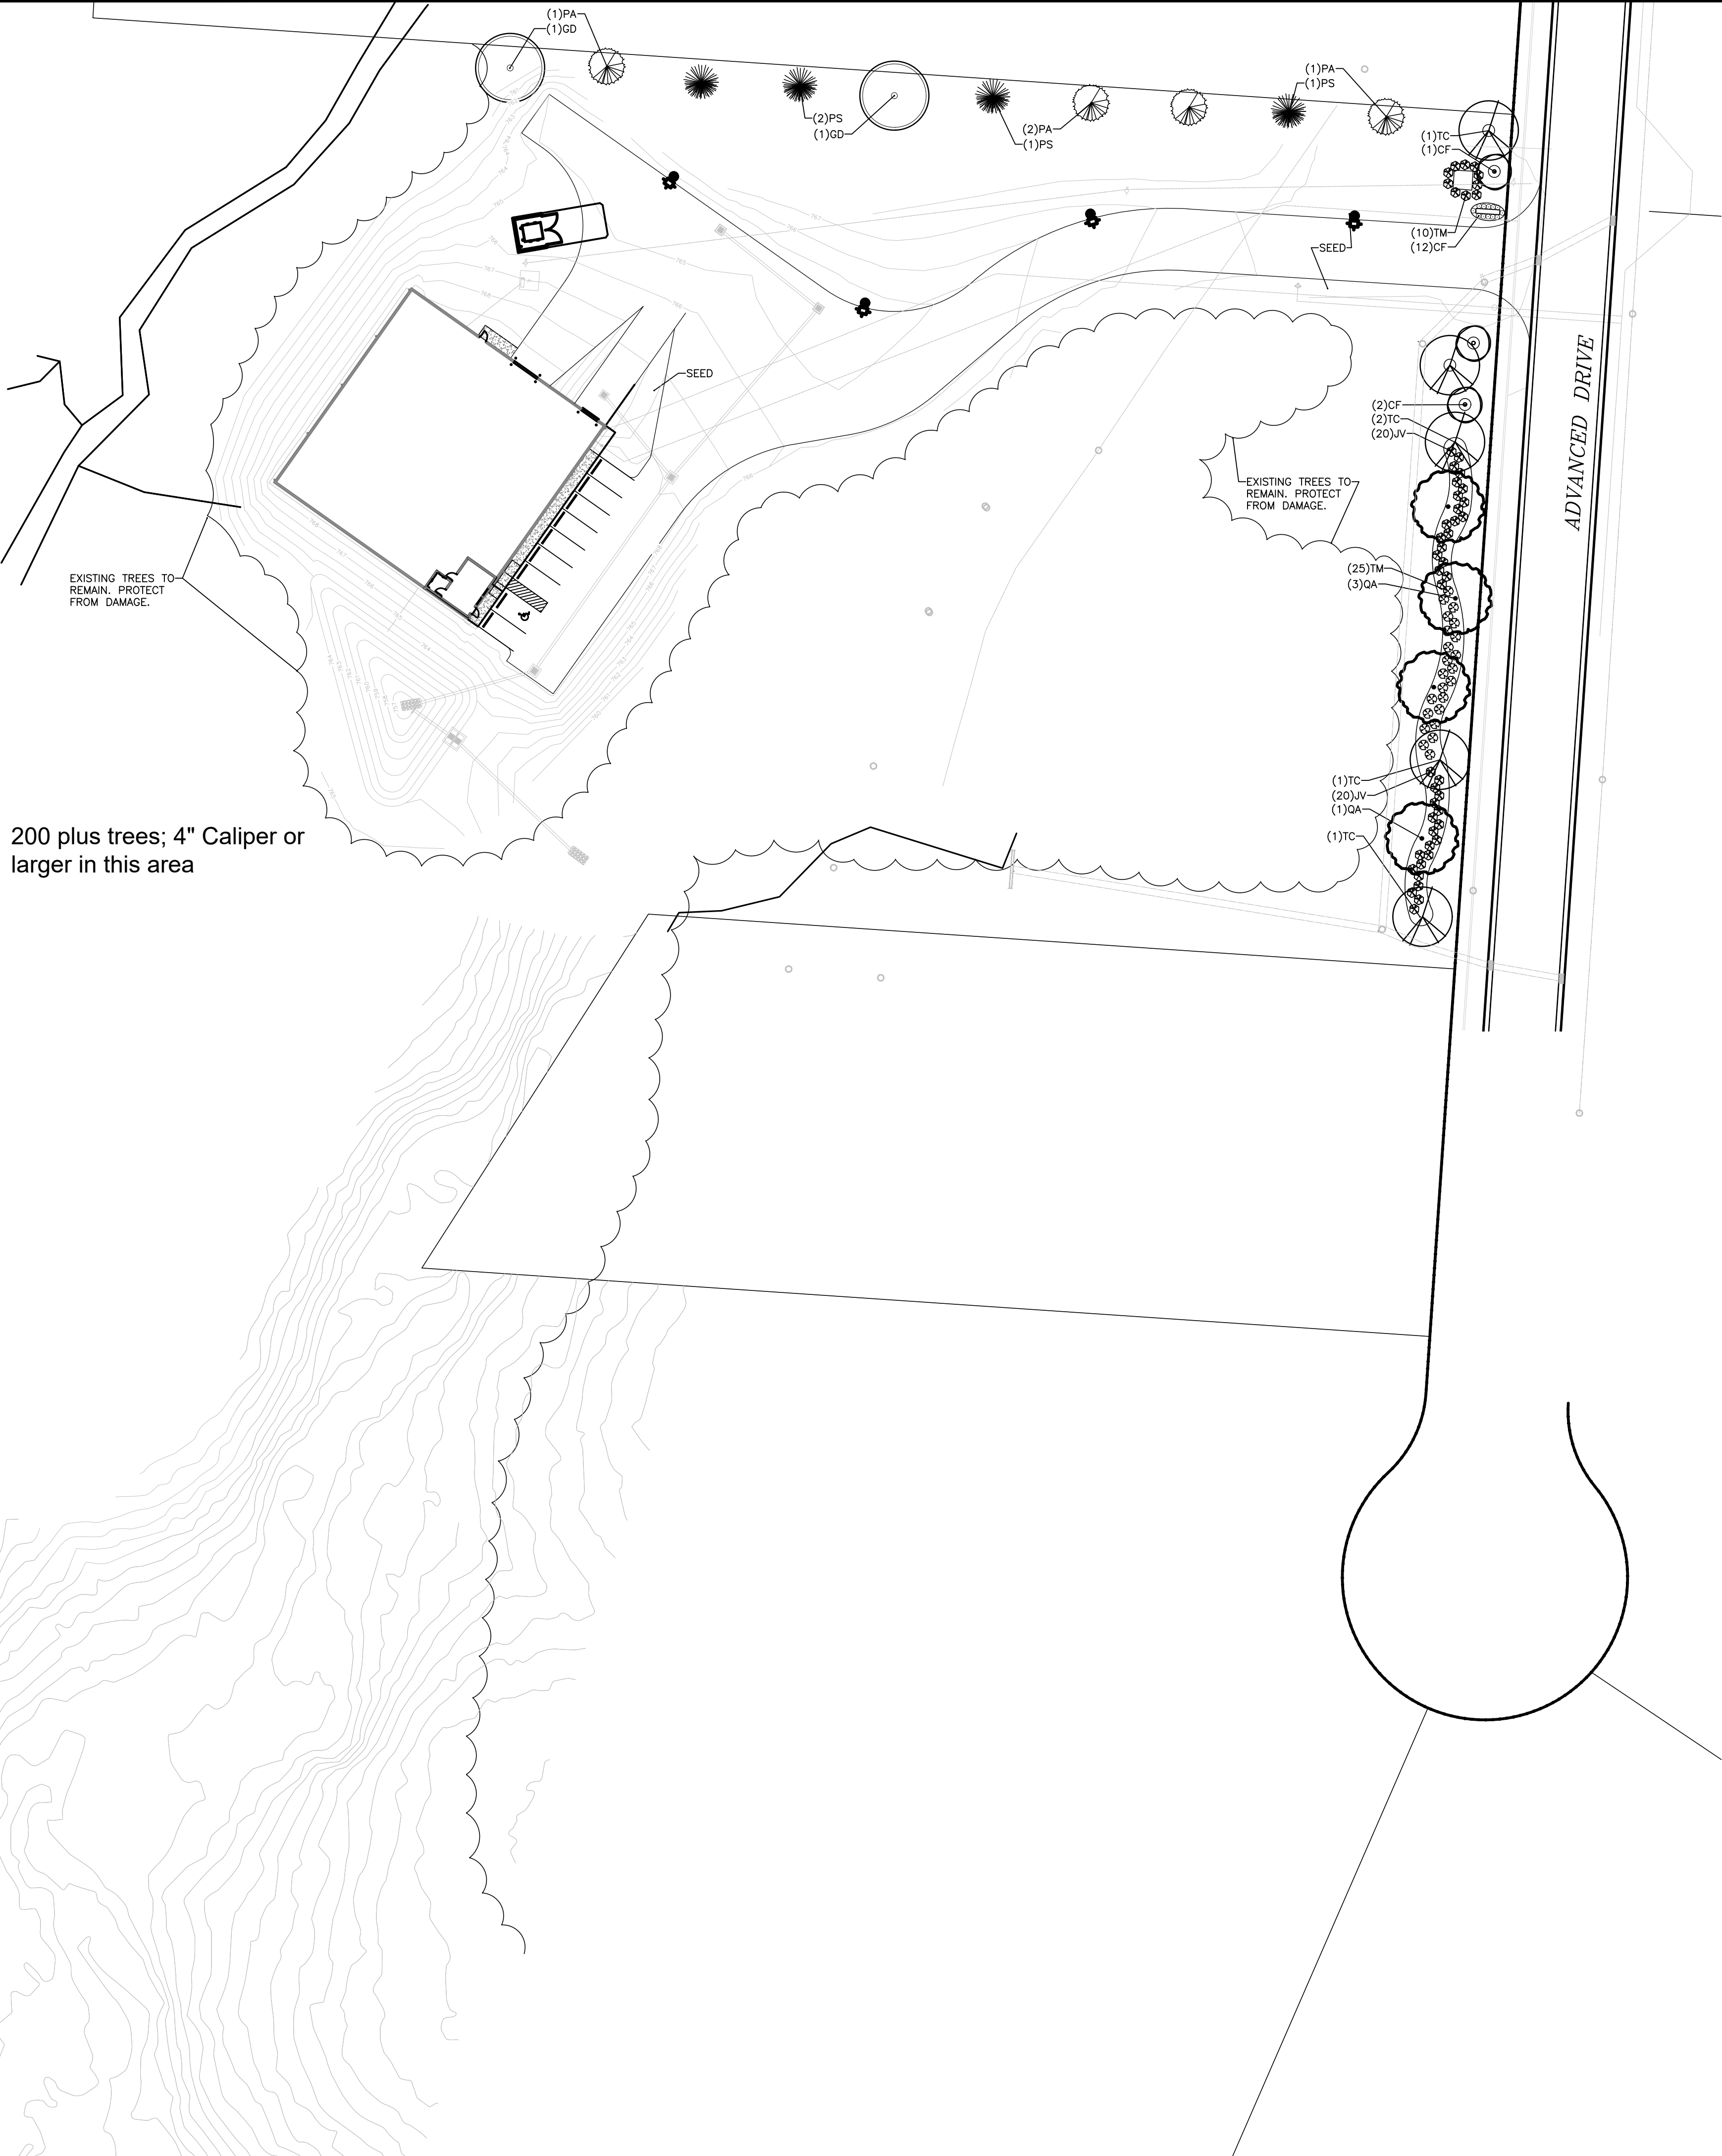 (1)PA
(1)GD
(2)PS
(1)GD
(2)PA
(1)PS
(1)PA
(1)PS
(1)TC
(1)CF
(10)TM
(12)CF
SEED
SEED
(2)CF
(2)TC
(20)JV
EXISTING TREES TO
REMAIN. PROTECT
FROM DAMAGE.
(25)TM
(3)QA
EXISTING TREES TO
REMAIN. PROTECT
FROM DAMAGE.
(1)TC
(20)JV
(1)QA
(1)TC
ADVANCED DRIVE
200 plus trees; 4" Caliper or
larger in this area